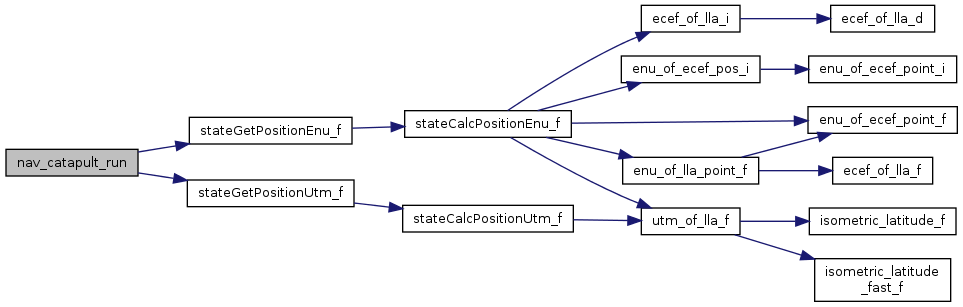 nav_catapult_run
stateGetPositionEnu_f
stateGetPositionUtm_f
stateCalcPositionEnu_f
stateCalcPositionUtm_f
ecef_of_lla_i
enu_of_ecef_pos_i
enu_of_lla_point_f
utm_of_lla_f
ecef_of_lla_d
enu_of_ecef_point_i
enu_of_ecef_point_f
ecef_of_lla_f
isometric_latitude_f
isometric_latitude
_fast_f